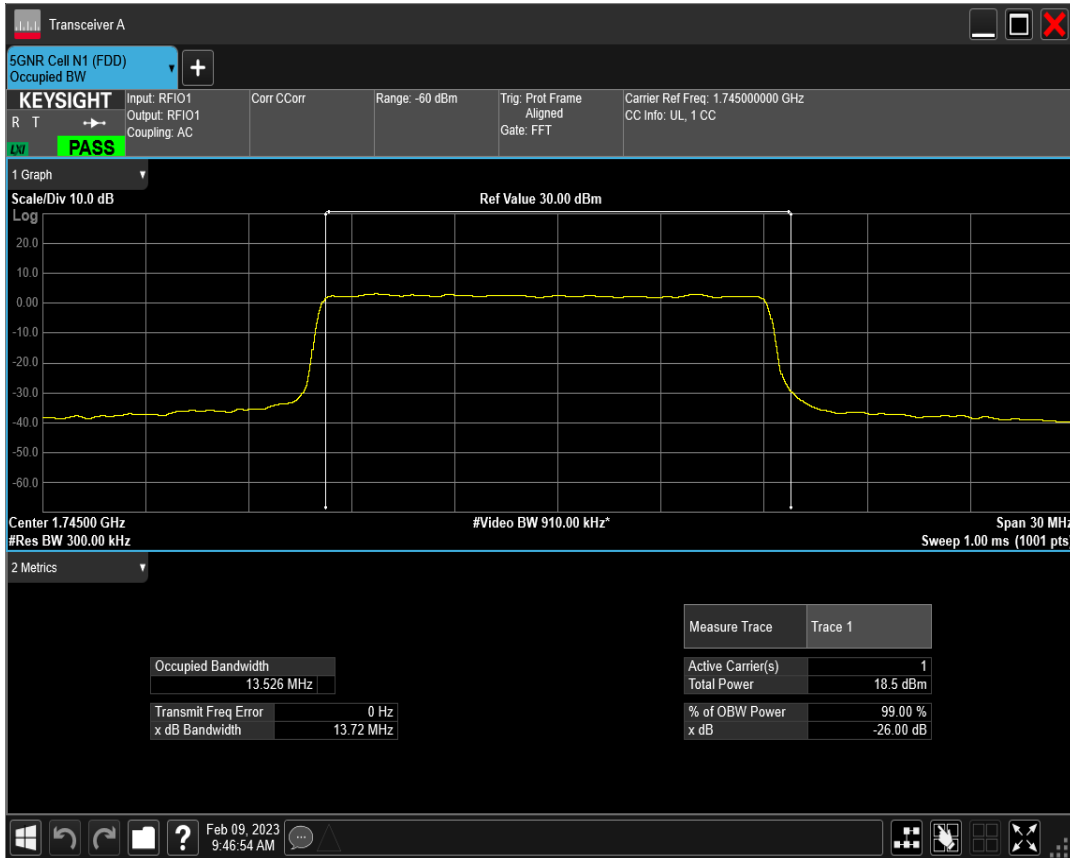 Transceiver A
5GNR Cell N1 (FDD)
Occupied BW
+
KEYSIGHT
R T
LXI
PASS
Input: RFIO1
Output: RFIO1
Coupling: AC
Corr CCorr
Range: -60 dBm
Trig: Prot Frame
Aligned
Gate: FFT
Carrier Ref Freq: 1.745000000 GHz
CC Info: UL, 1 CC
1 Graph
Scale/Div 10.0 dB
Ref Value 30.00 dBm
Log
20.0
10.0
0.00
-10.0
-20.0
-30.0
-40.0
-50.0
-60.0
Center 1.74500 GHz
#Video BW 910.00 kHz*
Span 30 MHz
#Res BW 300.00 kHz
Sweep 1.00 ms (1001 pts)
2 Metrics
Measure Trace
Trace 1
Occupied Bandwidth
13.526 MHz
Active Carrier(s)
1
Total Power
18.5 dBm
Transmit Freq Error
0 Hz
x dB Bandwidth
13.72 MHz
% of OBW Power
99.00 %
x dB
-26.00 dB
?
Feb 09, 2023
9:46:54 AM